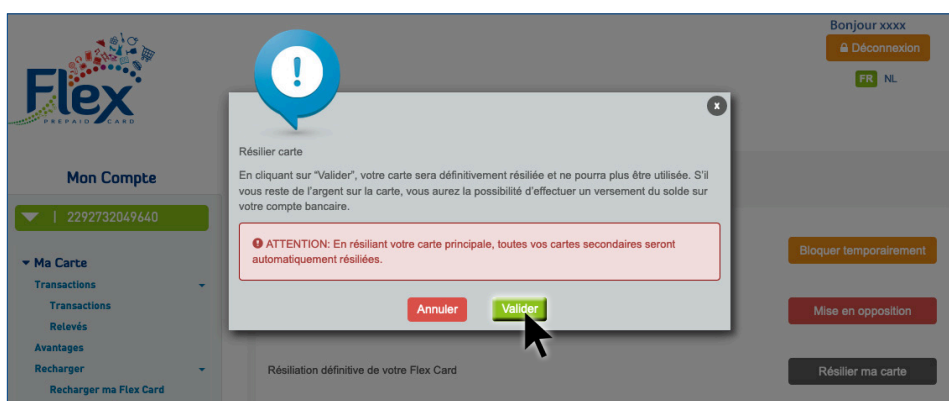 Bonjour xxxx
Déconnexion
FR NL
Flex
PREPAID CARD
Mon Compte
2292732049640
Ma Carte
Transactions
Transactions
Relevés
Avantages
Recharger
Recharger ma Flex Card
x
Résilier carte
En cliquant sur “Valider”, votre carte sera définitivement résiliée et ne pourra plus être utilisée. S’il
vous reste de l’argent sur la carte, vous aurez la possibilité d’effectuer un versement du solde sur
votre compte bancaire.
ATTENTION: En résiliant votre carte principale, toutes vos cartes secondaires seront
automatiquement résiliées.
Annuler Valider
Bloquer temporairement
Mise en opposition
Résiliation définitive de votre Flex Card
Résilier ma carte